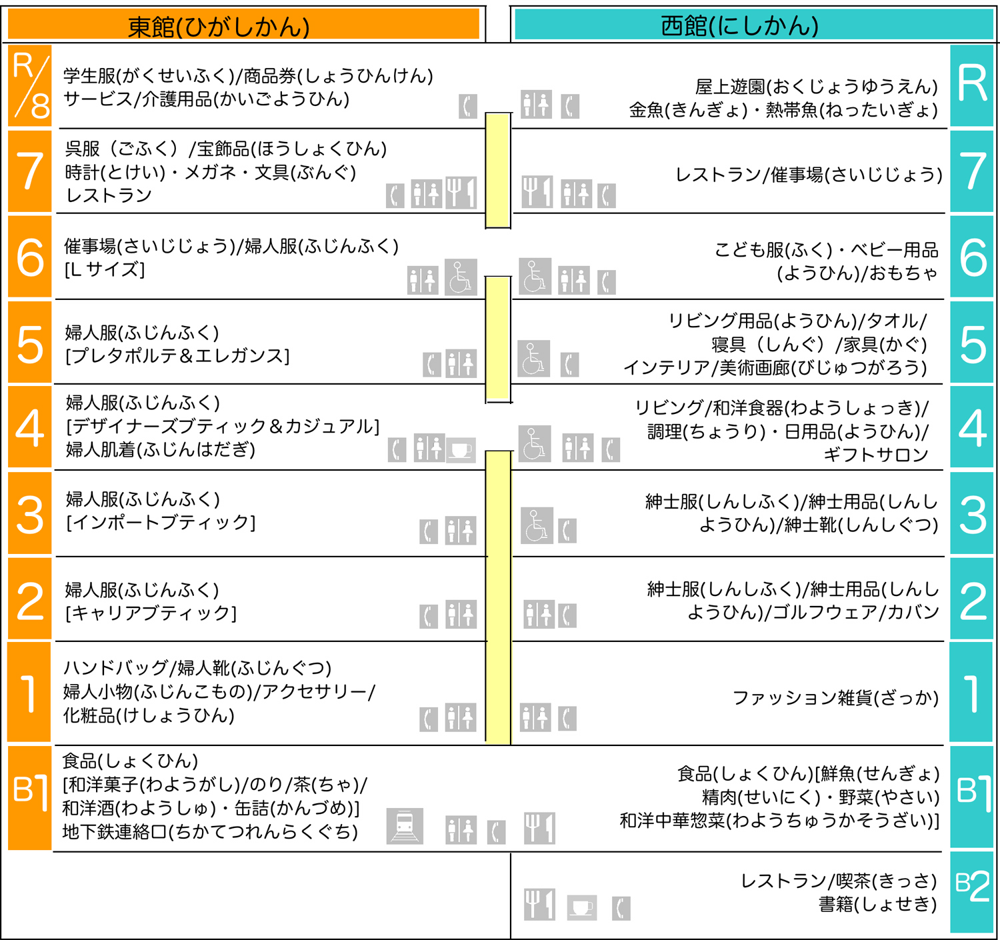 東館(ひがしかん)
西館(にしかん)
R/8
学生服(がくせいふく)/商品券(しょうひんけん)
サービス/介護用品(かいごようひん)
屋上遊園(おくじょうゆうえん)
金魚(きんぎょ)・熱帯魚(ねったいぎょ)
R
7
呉服（ごふく）/宝飾品(ほうしょくひん)
時計(とけい)・メガネ・文具(ぶんぐ)
レストラン
レストラン/催事場(さいじじょう)
7
6
催事場(さいじじょう)/婦人服(ふじんふく)
[Lサイズ]
こども服(ふく)・ベビー用品
(ようひん)/おもちゃ
6
5
婦人服(ふじんふく)
[プレタポルテ＆エレガンス]
リビング用品(ようひん)/タオル/
寝具（しんぐ）/家具(かぐ)
インテリア/美術画廊(びじゅつがろう)
5
4
婦人服(ふじんふく)
[デザイナーズブティック＆カジュアル]
婦人肌着(ふじんはだぎ)
リビング/和洋食器(わようしょっき)/
調理(ちょうり)・日用品(ようひん)/
ギフトサロン
4
3
婦人服(ふじんふく)
[インポートブティック]
紳士服(しんしふく)/紳士用品(しんし
ようひん)/紳士靴(しんしぐつ)
3
2
婦人服(ふじんふく)
[キャリアブティック]
紳士服(しんしふく)/紳士用品(しんし
ようひん)/ゴルフウェア/カバン
2
1
ハンドバッグ/婦人靴(ふじんぐつ)
婦人小物(ふじんこもの)/アクセサリー/
化粧品(けしょうひん)
ファッション雑貨(ざっか)
1
B1
食品(しょくひん)
[和洋菓子(わようがし)/のり/茶(ちゃ)/
和洋酒(わようしゅ)・缶詰(かんづめ)]
地下鉄連絡口(ちかてつれんらくぐち)
食品(しょくひん)[鮮魚(せんぎょ)
精肉(せいにく)・野菜(やさい)
和洋中華惣菜(わようちゅうかそうざい)]
B1
レストラン/喫茶(きっさ)
書籍(しょせき)
B2